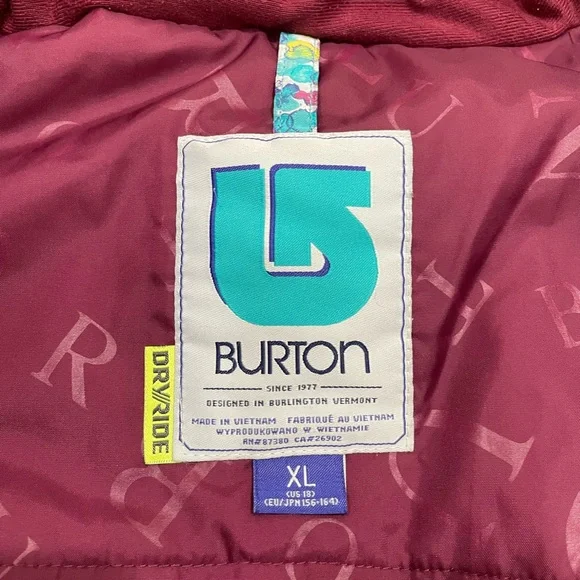 BURTON
SINCE 1977
DESIGNED IN BURLINGTON VERMONT
MADE IN VIETNAM FABRIQUÉ AU VIETNAM
WYPRODUKOWANO W WIETNAMIE
RN#87380 CA#26902
DRY//RIDE
XL
(US 18)
(EU/JPN 156-164)